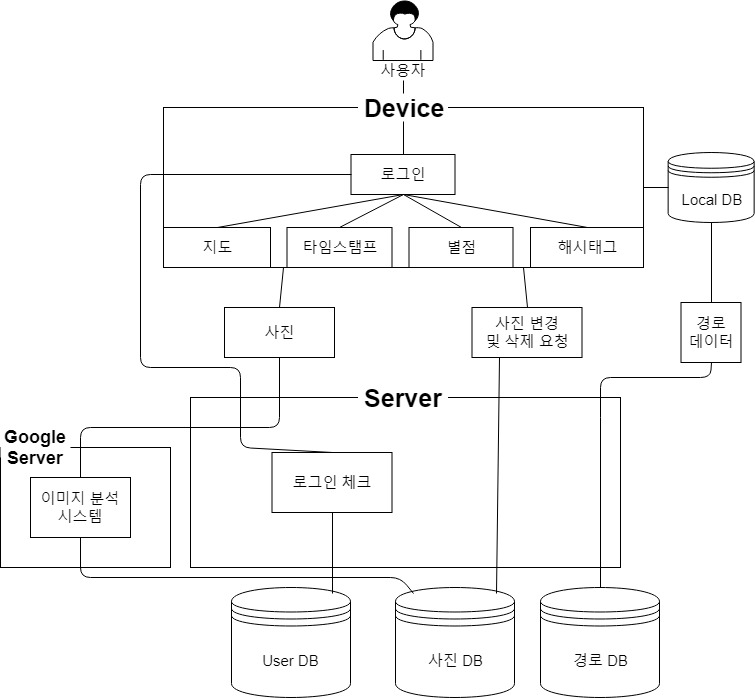 사용자
Device
로그인
Local DB
지도
타임스탬프
별점
해시태그
사진
사진 변경
및 삭제 요청
경로
데이터
Server
Google
Server
이미지 분석
시스템
로그인 체크
User DB
사진 DB
경로 DB